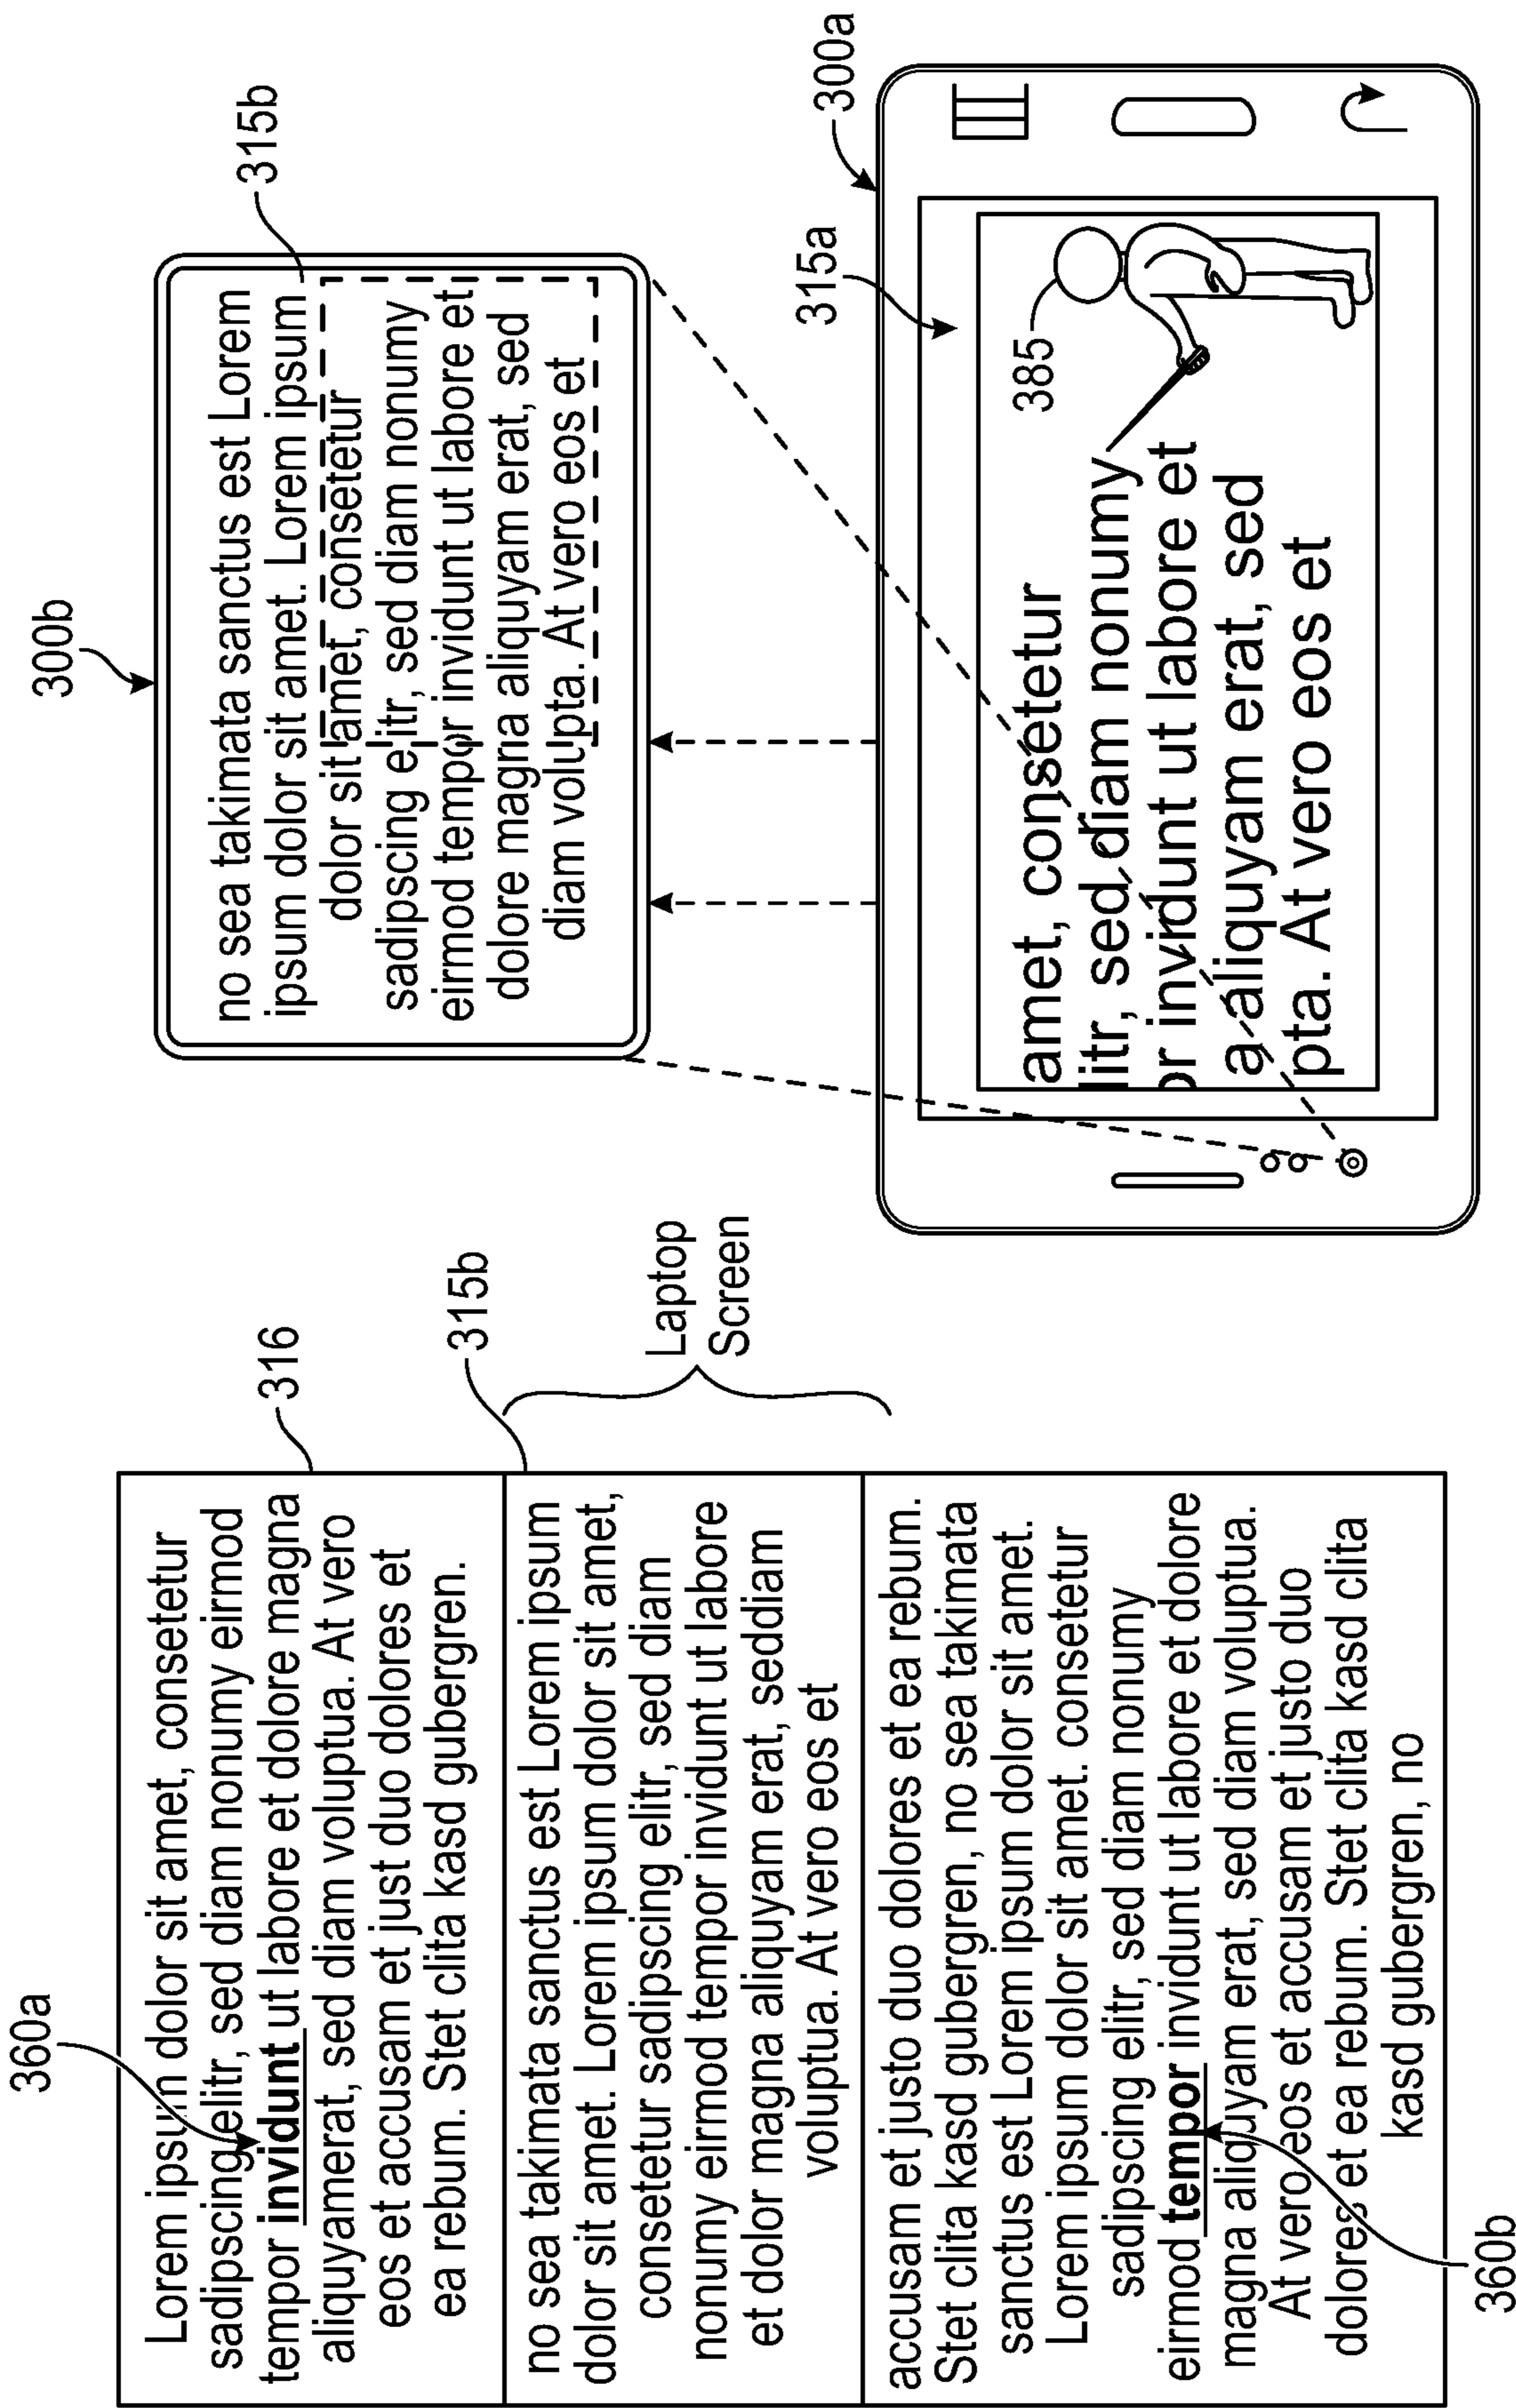 360a
Lorem ipsum dolor sit amet, consetetur
sadipscing elitr, sed diam nonumy eirmod
tempor invidunt ut labore et dolore magna
aliquyamerat, sed diam voluptua. At vero
eos et accusam et just duo dolores et
ea rebum. Stet clita kasd gubergren.
316
315b
no sea takimata sanctus est Lorem ipsum
dolor sit amet. Lorem ipsum dolor sit amet,
consetetur sadipscing elitr, sed diam
nonumy eirmod tempor invidunt ut labore
et dolor magna aliquyam erat, seddiam
voluptua. At vero eos et
Laptop
Screen
accusam et justo duo dolores et ea rebum.
Stet clita kasd gubergren, no sea takimata
sanctus est Lorem ipsum dolor sit amet.
Lorem ipsum dolor sit amet. consetetur
sadipscing elitr, sed diam nonumy
eirmod tempor invidunt ut labore et dolore
magna aliquyam erat, sed diam voluptua.
At vero eos et accusam et justo duo
dolores et ea rebum. Stet clita kasd clita
kasd gubergren, no
360b
300b
315b
no sea takimata sanctus est Lorem
ipsum dolor sit amet. Lorem ipsum
dolor sit amet, consetetur
sadipscing elitr, sed diam nonumy
eirmod tempor invidunt ut labore et
dolore magna aliquyam erat, sed
diam volupta. At vero eos et
315a
300a
385
amet, consetetur
litr, sed diam nonumy
or invidunt ut labore et
a aliquyam erat, sed
pta. At vero eos et